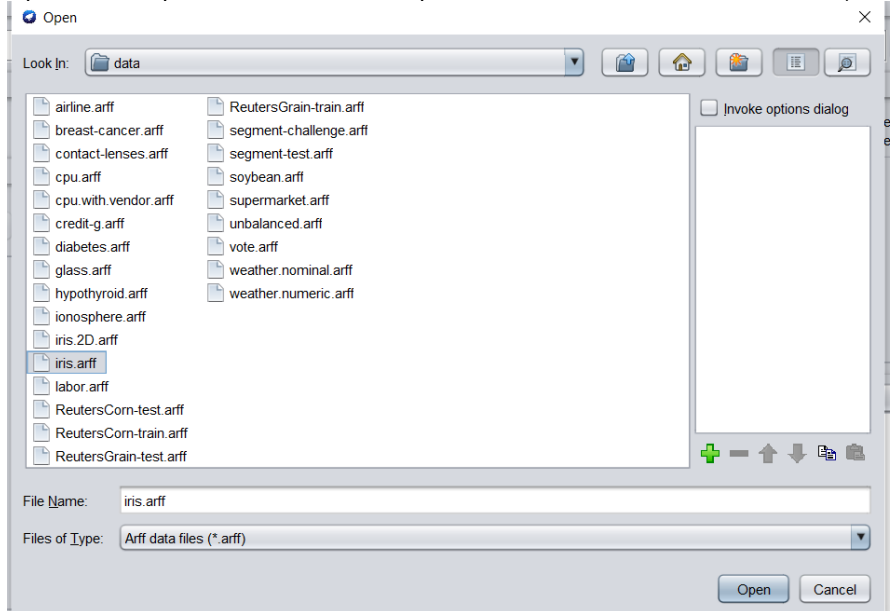 Open
Look In: data
Invoke options dialog
airline.arff
breast-cancer.arff
contact-lenses.arff
cpu.arff
cpu.with.vendor.arff
credit-g.arff
diabetes.arff
glass.arff
hypothyroid.arff
ionosphere.arff
iris.2D.arff
iris.arff
labor.arff
ReutersCorn-test.arff
ReutersCorn-train.arff
ReutersGrain-test.arff
ReutersGrain-train.arff
segment-challenge.arff
segment-test.arff
soybean.arff
supermarket.arff
unbalanced.arff
vote.arff
weather.nominal.arff
weather.numeric.arff
File Name: iris.arff
Files of Type: Arff data files (*.arff)
Open Cancel